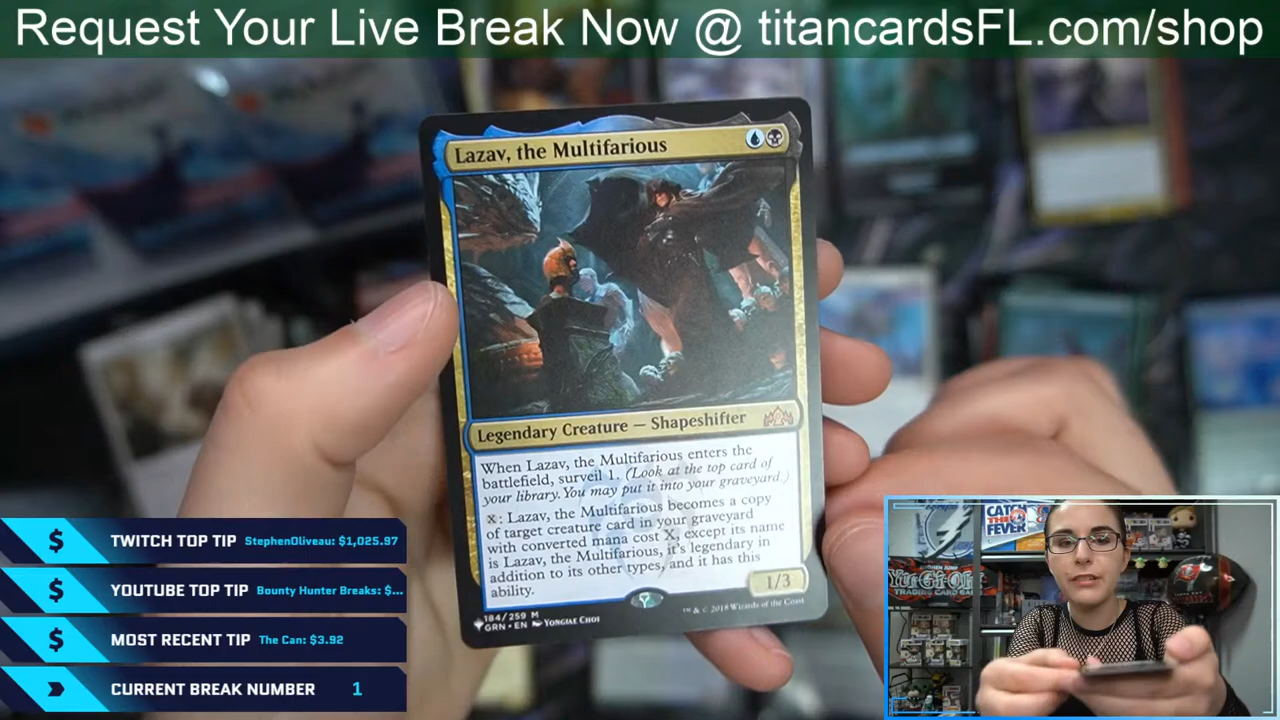 Request Your Live Break Now @ titancardsFL.com/shop
Lazav, the Multifarious
Legendary Creature — Shapeshifter
When Lazav, the Multifarious enters the
battlefield, surveil 1. (Look at the top card of
your library. You may put it into your graveyard.)
X: Lazav, the Multifarious becomes a copy
of target creature card in your graveyard
with converted mana cost X, except its name
is Lazav, the Multifarious, it's legendary in
addition to its other types, and it has this
ability.
1/3
184/259 M
GRN • EN Yongjae Choi
™ & © 2018 Wizards of the Coast
TWITCH TOP TIP StephenOliveau: $1,025.97
YOUTUBE TOP TIP Bounty Hunter Breaks: $...
MOST RECENT TIP The Can: $3.92
CURRENT BREAK NUMBER 1
CATCH
THE
FEVER
Yu-Gi-Oh!
TRADING CARD